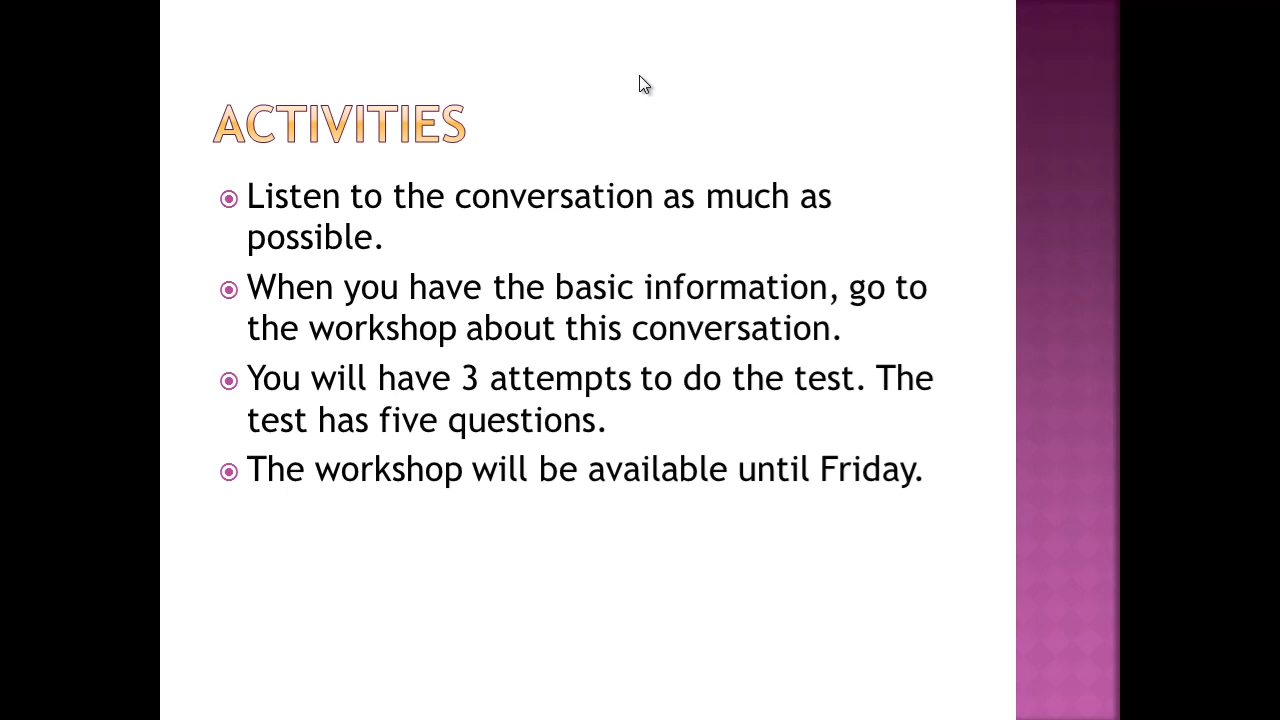 ACTIVITIES
Listen to the conversation as much as
possible.
When you have the basic information, go to
the workshop about this conversation.
You will have 3 attempts to do the test. The
test has five questions.
The workshop will be available until Friday.